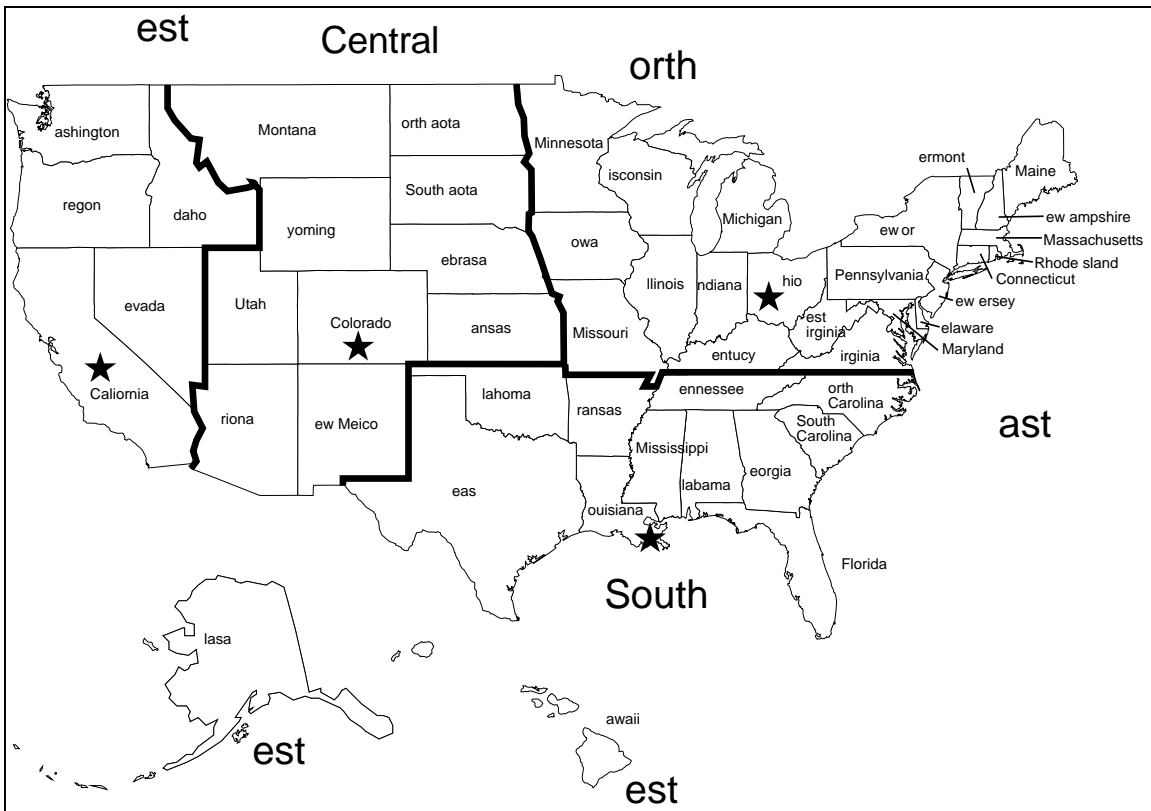 est
Central
orth
ashington
Montana
orth aota
Minnesota
ermont
Maine
isconsin
regon
daho
South aota
Michigan
ew ampshire
yoming
ew or
owa
Massachusetts
ebrasa
Rhode sland
Pennsylvania
Connecticut
evada
Utah
llinois
ndiana
hio
ew ersey
Colorado
ansas
Missouri
est
irginia
elaware
Maryland
entucy
irginia
Caliornia
lahoma
ennessee
orth
Carolina
riona
ew Meico
ransas
South
Carolina
ast
Mississippi
eorgia
eas
labama
ouisiana
Florida
South
lasa
awaii
est
est